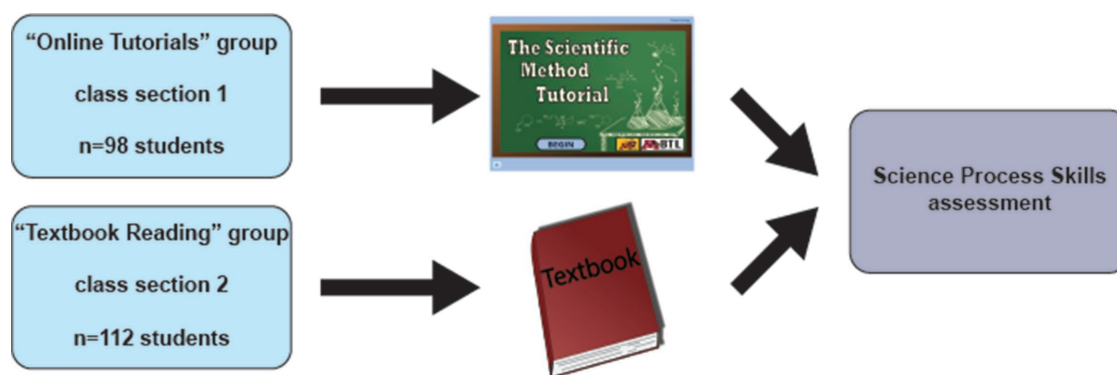 “Online Tutorials” group
class section 1
n=98 students
The Scientific
Method
Tutorial
BEGIN
BTL
“Textbook Reading” group
class section 2
n=112 students
Textbook
Science Process Skills
assessment